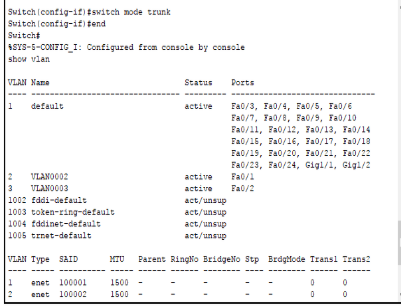 Switch(config-if)#switch mode trunk
Switch(config-if)#end
Switch#
%SYS-5-CONFIG_I: Configured from console by console
show vlan

VLAN Name                             Status    Ports
---- -------------------------------- --------- -------------------------------
1    default                          active    Fa0/3, Fa0/4, Fa0/5, Fa0/6
                                                Fa0/7, Fa0/8, Fa0/9, Fa0/10
                                                Fa0/11, Fa0/12, Fa0/13, Fa0/14
                                                Fa0/15, Fa0/16, Fa0/17, Fa0/18
                                                Fa0/19, Fa0/20, Fa0/21, Fa0/22
                                                Fa0/23, Fa0/24, Gig1/1, Gig1/2
2    VLAN0002                         active    Fa0/1
3    VLAN0003                         active    Fa0/2
1002 fddi-default                     act/unsup
1003 token-ring-default               act/unsup
1004 fddinet-default                  act/unsup
1005 trnet-default                    act/unsup

VLAN Type  SAID       MTU   Parent RingNo BridgeNo Stp  BrdgMode Trans1 Trans2
---- ----- ---------- ----- ------ ------ -------- ---- -------- ------ ------
1    enet  100001     1500  -      -      -        -    -        0      0
2    enet  100002     1500  -      -      -        -    -        0      0